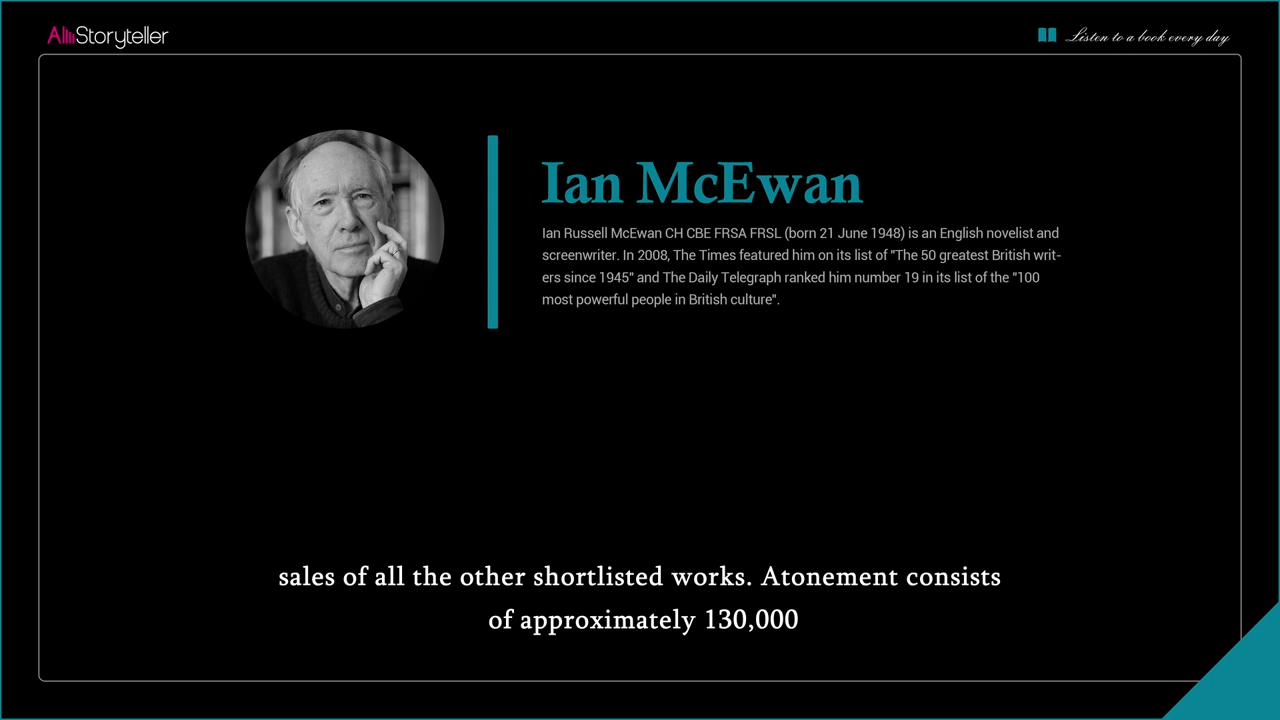 AllStoryteller
Listen to a book every day
Ian McEwan
Ian Russell McEwan CH CBE FRSA FRSL (born 21 June 1948) is an English novelist and
screenwriter. In 2008, The Times featured him on its list of "The 50 greatest British writ-
ers since 1945" and The Daily Telegraph ranked him number 19 in its list of the "100
most powerful people in British culture".
sales of all the other shortlisted works. Atonement consists
of approximately 130,000